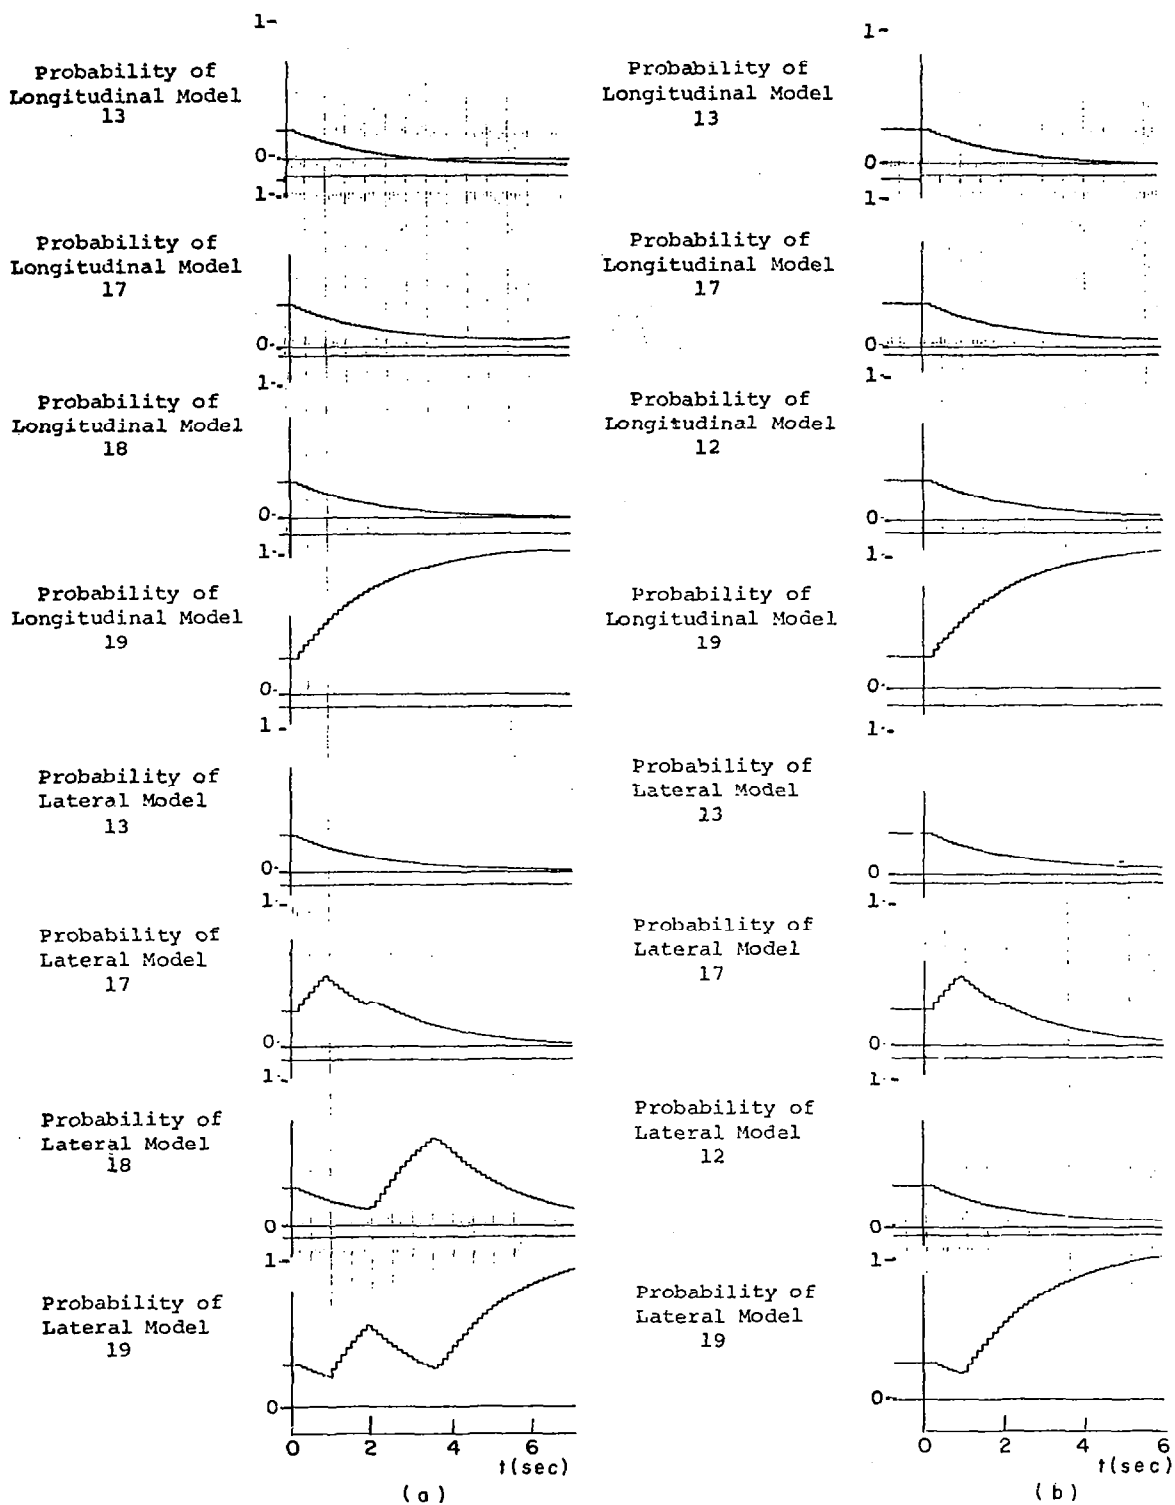 1-
Probability of
Longitudinal Model
13
0-
1-
Probability of
Longitudinal Model
17
0-
1-
Probability of
Longitudinal Model
18
0-
1-
Probability of
Longitudinal Model
19
0-
1-
Probability of
Lateral Model
13
0-
1-
Probability of
Lateral Model
17
0-
1-
Probability of
Lateral Model
18
0-
1-
Probability of
Lateral Model
19
0-
0 2 4 6
t(sec)
(a)
1-
Probability of
Longitudinal Model
13
0-
1-
Probability of
Longitudinal Model
17
0-
1-
Probability of
Longitudinal Model
12
0-
1-
Probability of
Longitudinal Model
19
0-
1-
Probability of
Lateral Model
13
0-
1-
Probability of
Lateral Model
17
0-
1-
Probability of
Lateral Model
12
0-
1-
Probability of
Lateral Model
19
0-
0 2 4 6
t(sec)
(b)